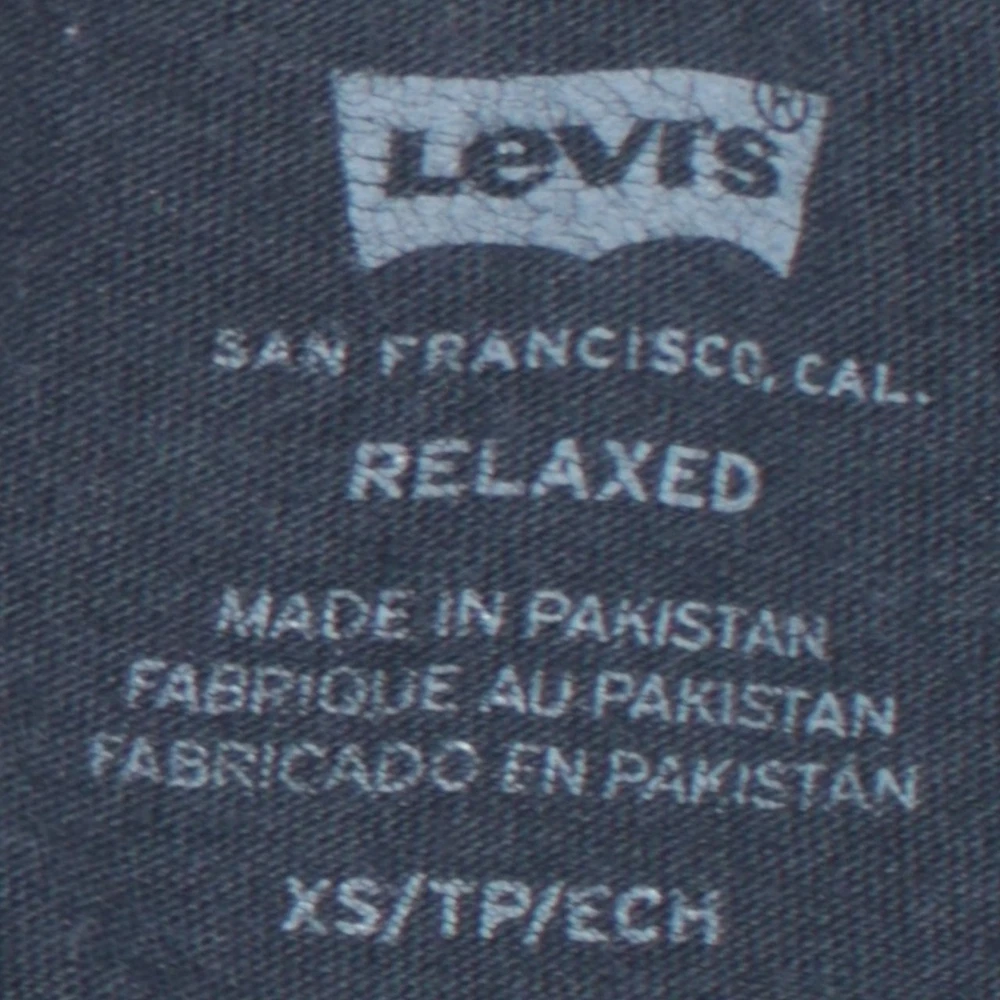 Levi's®
SAN FRANCISCO, CAL.
RELAXED
MADE IN PAKISTAN
FABRIQUE AU PAKISTAN
FABRICADO EN PAKISTAN
XS/TP/ECH